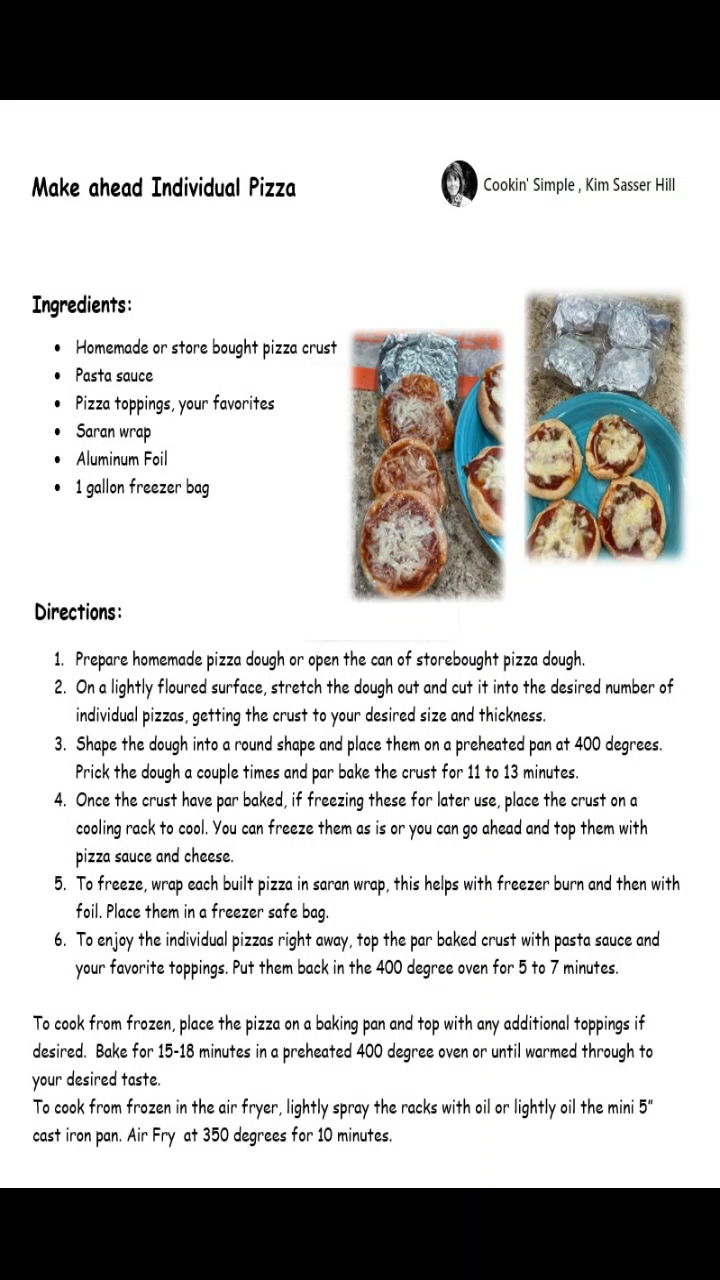 Make ahead Individual Pizza
Cookin' Simple , Kim Sasser Hill
Ingredients:
• Homemade or store bought pizza crust
• Pasta sauce
• Pizza toppings, your favorites
• Saran wrap
• Aluminum Foil
• 1 gallon freezer bag
Directions:
1. Prepare homemade pizza dough or open the can of storebought pizza dough.
2. On a lightly floured surface, stretch the dough out and cut it into the desired number of
individual pizzas, getting the crust to your desired size and thickness.
3. Shape the dough into a round shape and place them on a preheated pan at 400 degrees.
Prick the dough a couple times and par bake the crust for 11 to 13 minutes.
4. Once the crust have par baked, if freezing these for later use, place the crust on a
cooling rack to cool. You can freeze them as is or you can go ahead and top them with
pizza sauce and cheese.
5. To freeze, wrap each built pizza in saran wrap, this helps with freezer burn and then with
foil. Place them in a freezer safe bag.
6. To enjoy the individual pizzas right away, top the par baked crust with pasta sauce and
your favorite toppings. Put them back in the 400 degree oven for 5 to 7 minutes.
To cook from frozen, place the pizza on a baking pan and top with any additional toppings if
desired.  Bake for 15-18 minutes in a preheated 400 degree oven or until warmed through to
your desired taste.
To cook from frozen in the air fryer, lightly spray the racks with oil or lightly oil the mini 5"
cast iron pan. Air Fry  at 350 degrees for 10 minutes.